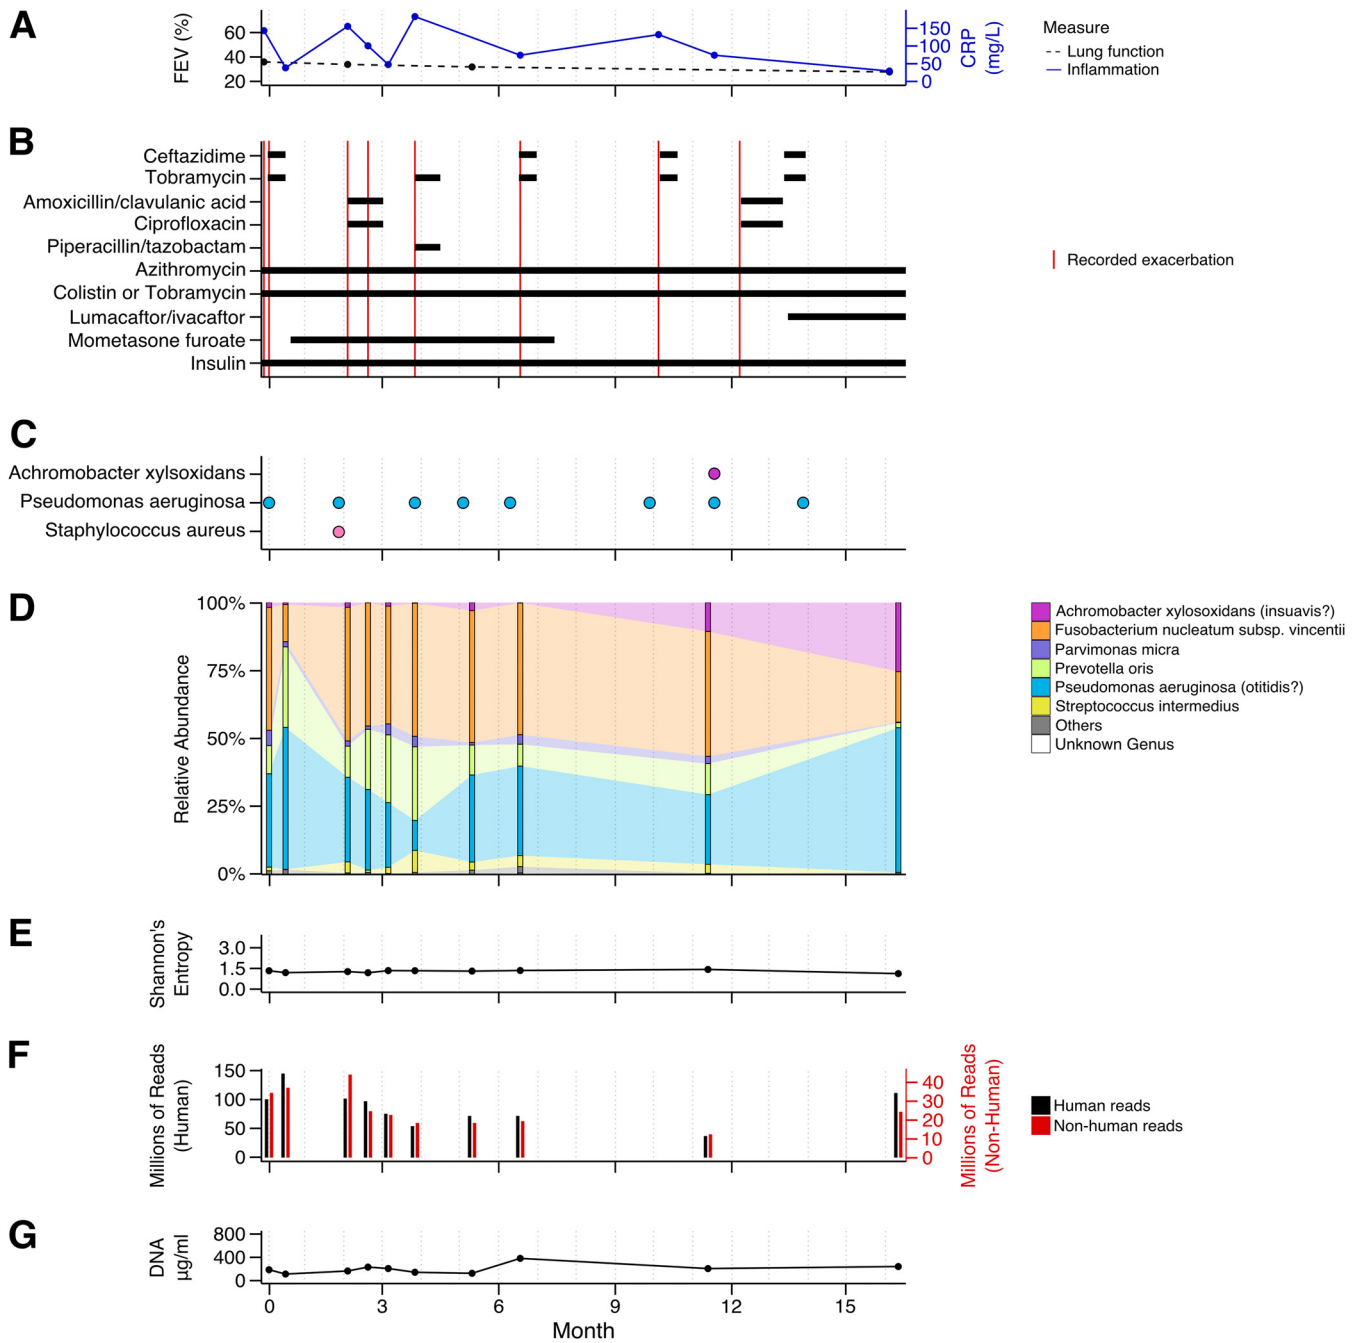 A
FEV (%)
60
40
20
150
100
50
0
CRP
(mg/L)
Measure
Lung function
Inflammation
B
Ceftazidime
Tobramycin
Amoxicillin/clavulanic acid
Ciprofloxacin
Piperacillin/tazobactam
Azithromycin
Colistin or Tobramycin
Lumacaftor/ivacaftor
Mometasone furoate
Insulin
Recorded exacerbation
C
Achromobacter xylsoxidans
Pseudomonas aeruginosa
Staphylococcus aureus
D
Relative Abundance
100%
75%
50%
25%
0%
Achromobacter xylosoxidans (insuavis?)
Fusobacterium nucleatum subsp. vincentii
Parvimonas micra
Prevotella oris
Pseudomonas aeruginosa (otitidis?)
Streptococcus intermedius
Others
Unknown Genus
E
Shannon's
Entropy
3.0
1.5
0.0
F
Millions of Reads
(Human)
150
100
50
0
40
30
20
10
0
Millions of Reads
(Non-Human)
Human reads
Non-human reads
G
DNA
µg/ml
800
400
0
0 3 6 9 12 15
Month